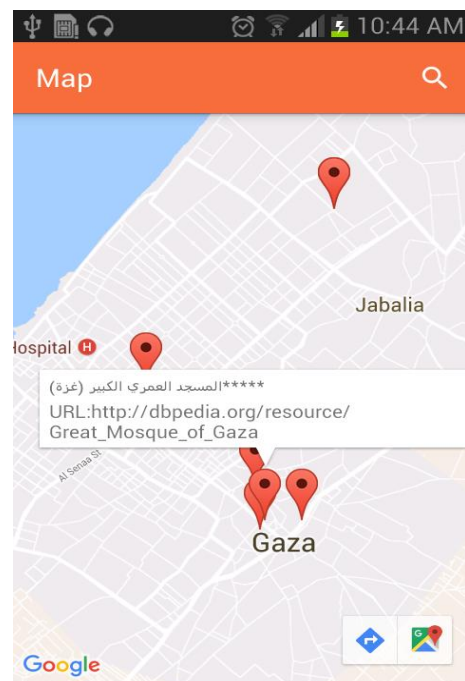 10:44 AM
Map
Jabalia
Hospital H
*****المسجد العمري الكبير (غزة)
URL:http://dbpedia.org/resource/
Great_Mosque_of_Gaza
Al Senaa St
Gaza
Google